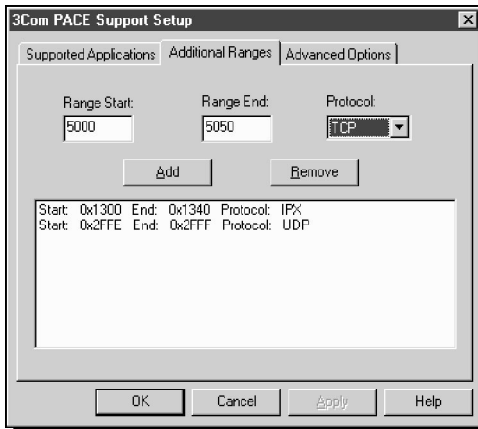 3Com PACE Support Setup
Supported Applications Additional Ranges Advanced Options
Range Start: Range End: Protocol:
5000 5050 TCP
Add Remove
Start: 0x1300 End: 0x1340 Protocol: IPX
Start: 0x2FFE End: 0x2FFF Protocol: UDP
OK Cancel Apply Help